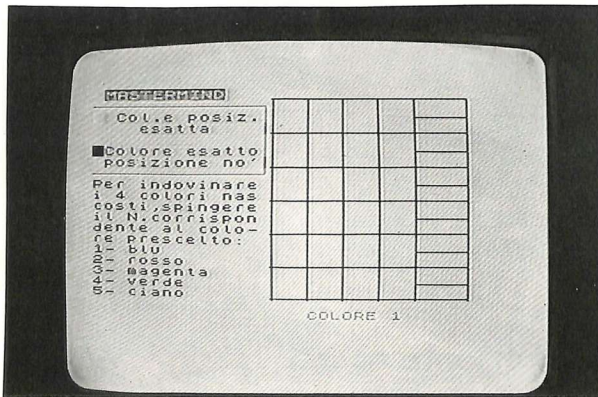 MASTERMIND
Col.e posiz.
esatta
Colore esatto
posizione no'
Per indovinare
i 4 colori nas
costi,spingere
il N.corrispon
dente al colo-
re prescelto:
1- blu
2- rosso
3- magenta
4- verde
5- ciano
COLORE 1